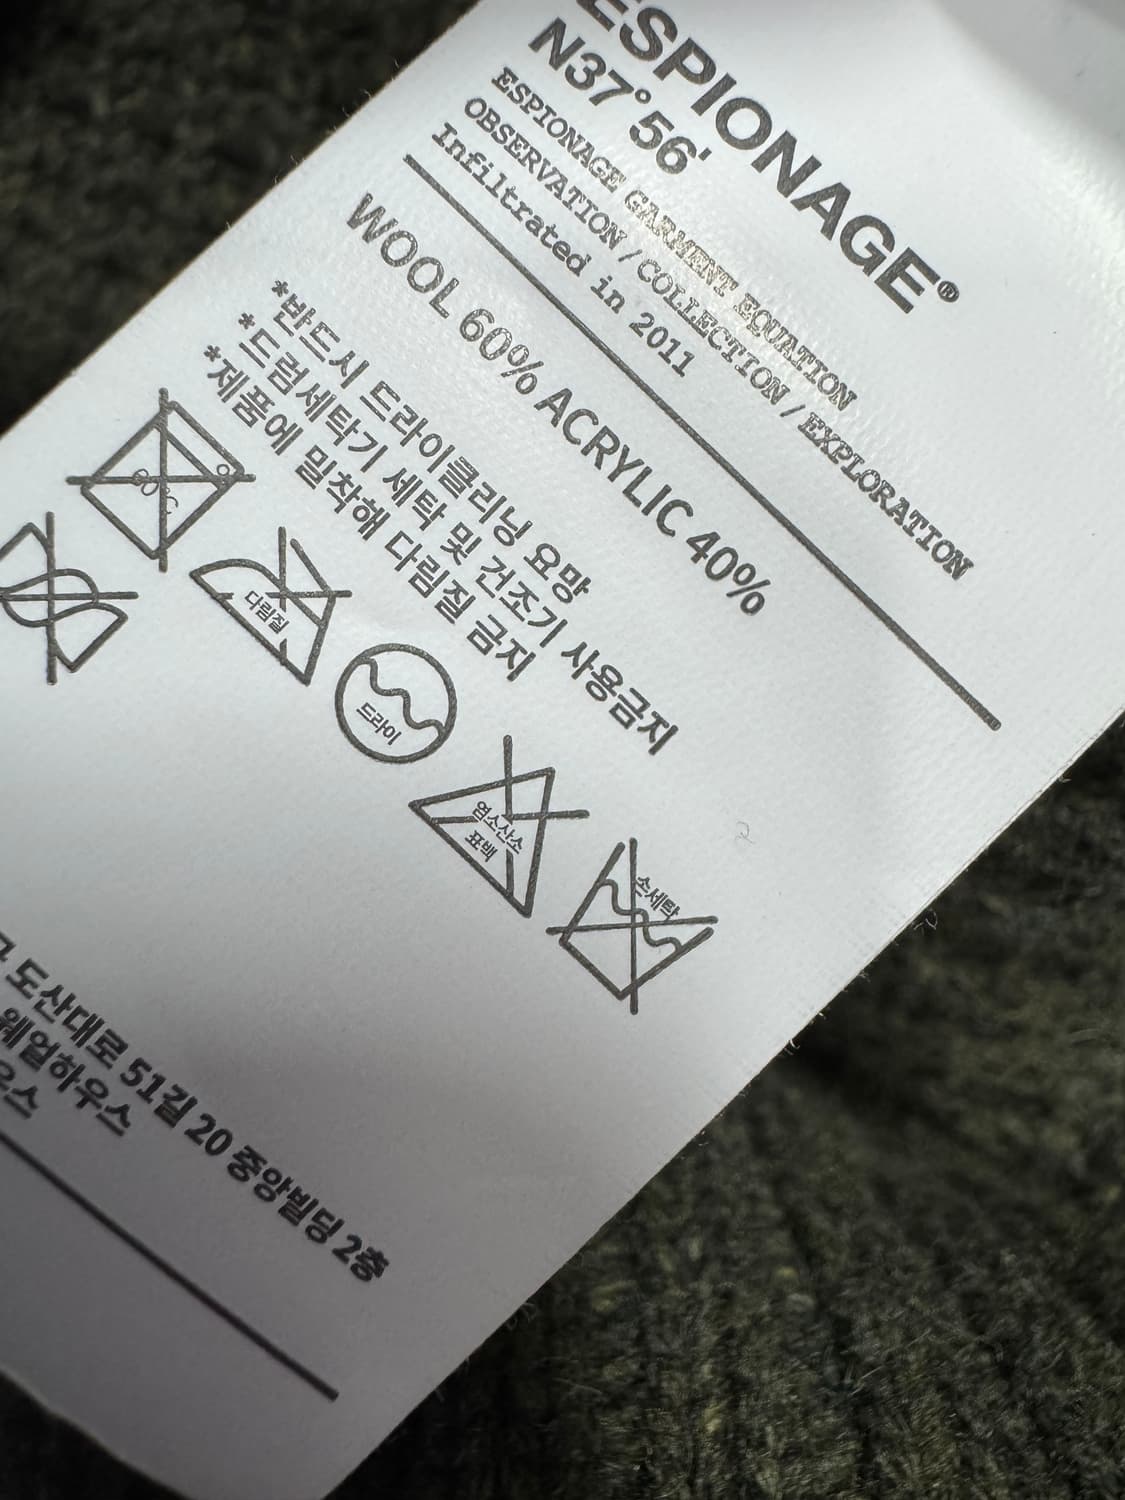 ESPIONAGE®
N37°56'
ESPIONAGE GARMENT EQUATION
OBSERVATION / COLLECTION / EXPLORATION
Infiltrated in 2011
WOOL 60% ACRYLIC 40%
*반드시 드라이클리닝 요망
*드럼세탁기 세탁 및 건조기 사용금지
*제품에 밀착해 다림질 금지
다림질
드라이
염소산소
표백
손세탁
도산대로 51길 20 중앙빌딩 2층
웨얼하우스
우스